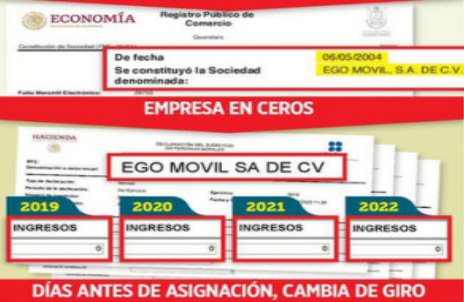 ECONOMÍA
Registro Público de
Comercio
Querétaro
De fecha
06/05/2004
Se constituyó la Sociedad
denominada:
EGO MOVIL, S.A. DE C.V.
EMPRESA EN CEROS
HACIENDA
EGO MOVIL SA DE CV
2019
2020
2021
2022
INGRESOS
INGRESOS
INGRESOS
INGRESOS
0
0
0
0
DÍAS ANTES DE ASIGNACIÓN, CAMBIA DE GIRO